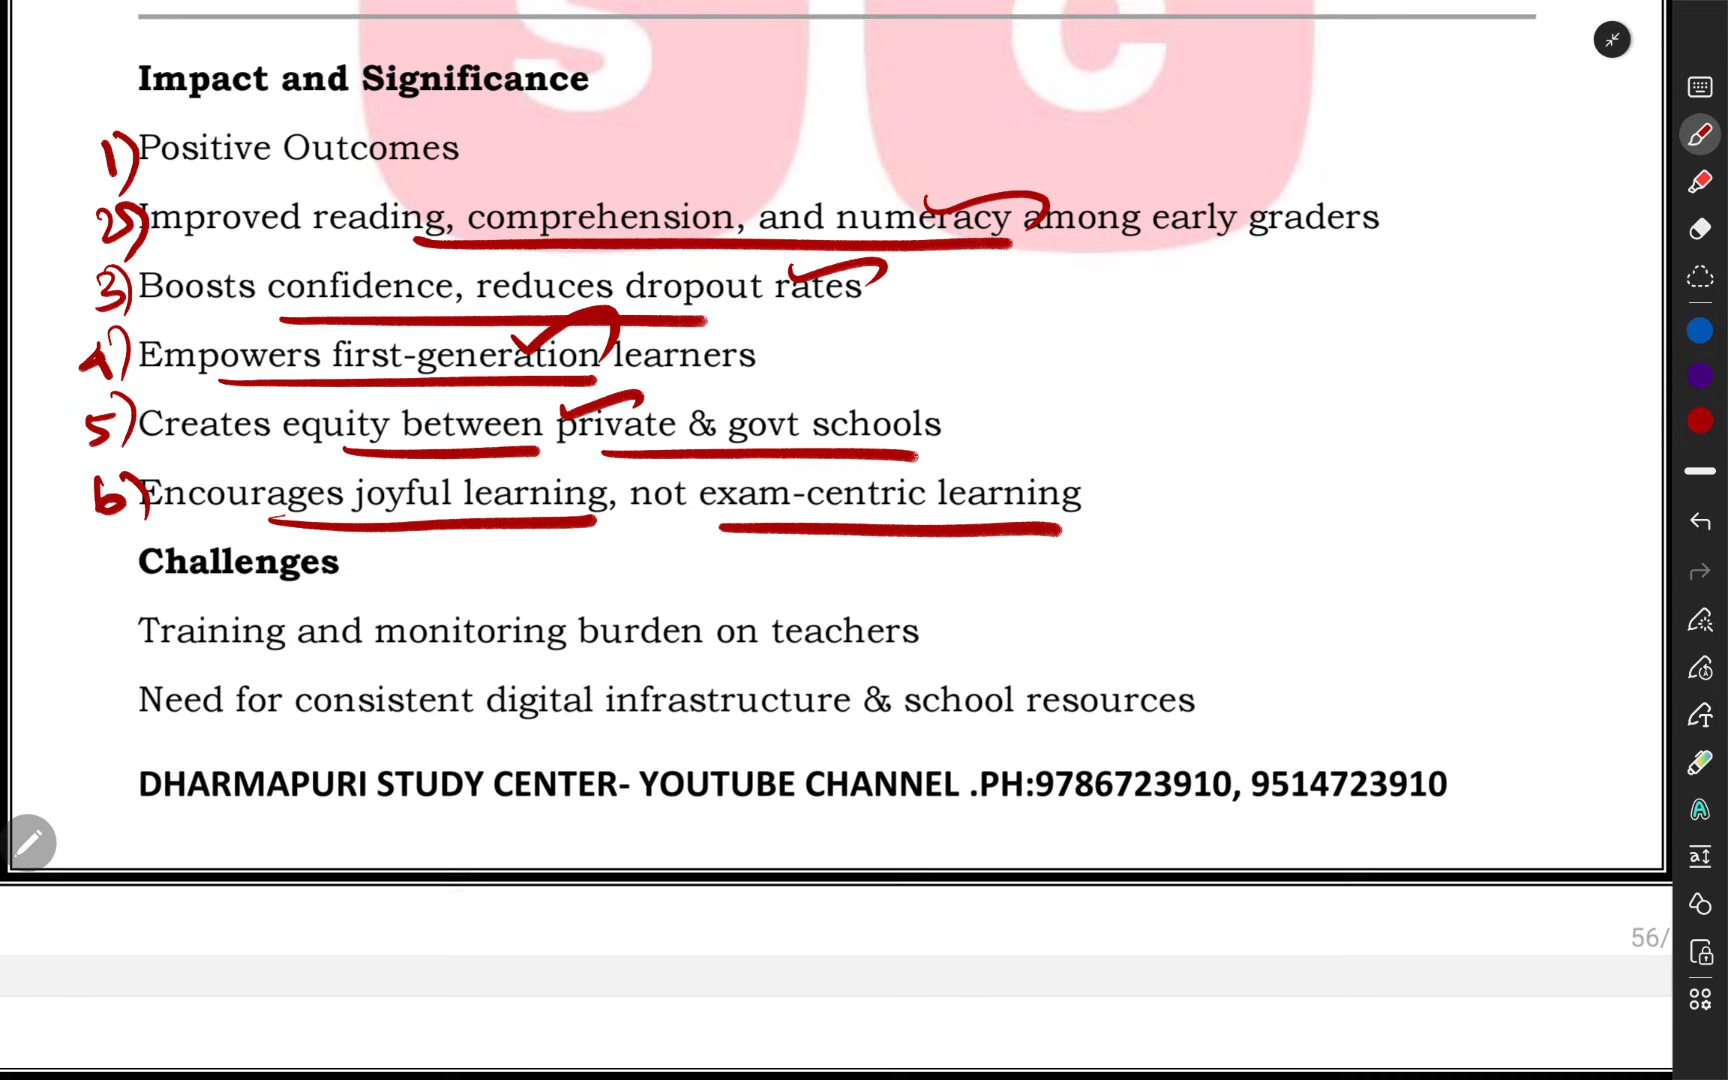 S C
Impact and Significance
1) Positive Outcomes
2) Improved reading, comprehension, and numeracy among early graders
3) Boosts confidence, reduces dropout rates
4) Empowers first-generation learners
5) Creates equity between private & govt schools
6) Encourages joyful learning, not exam-centric learning
Challenges
Training and monitoring burden on teachers
Need for consistent digital infrastructure & school resources
DHARMAPURI STUDY CENTER- YOUTUBE CHANNEL .PH:9786723910, 9514723910
56/